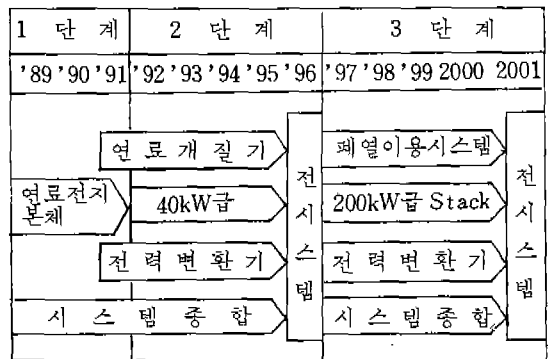 1 단 계 2 단 계 3 단 계
'89 '90 '91 '92 '93 '94 '95 '96 '97 '98 '99 2000 2001
연 료 개 질 기
폐열이용시스템
연료전지
본체
40kW급
전시스템
200kW급 Stack
전시스템
전 력 변 환 기
전 력 변 환 기
시 스 템 종 합
시 스 템 종 합